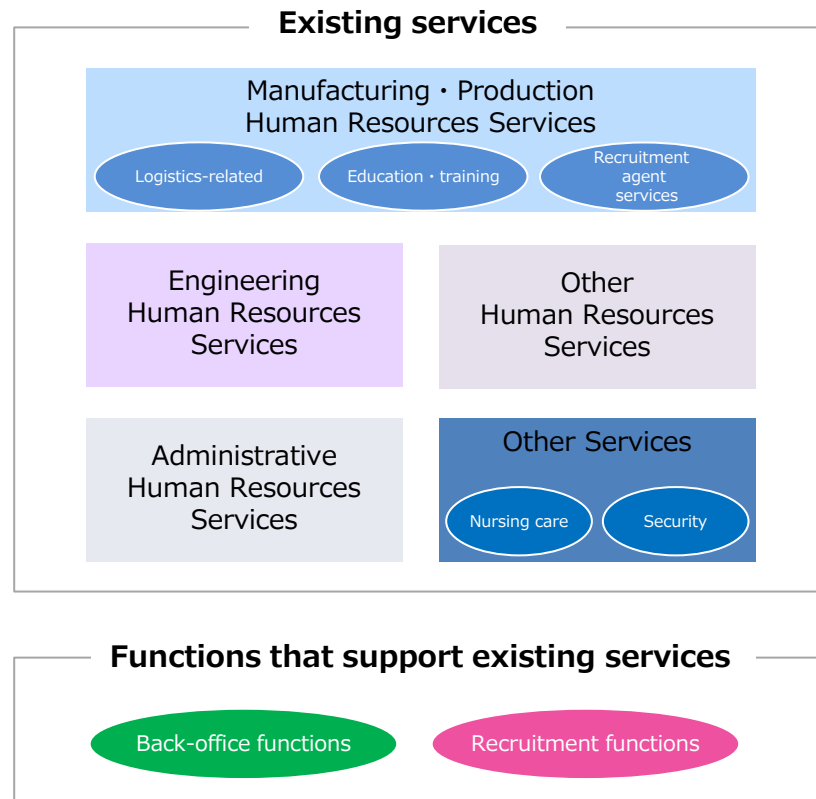 Existing services
Manufacturing・Production
Human Resources Services
Logistics-related
Education・training
Recruitment
agent
services
Engineering
Human Resources
Services
Other
Human Resources
Services
Administrative
Human Resources
Services
Other Services
Nursing care
Security
Functions that support existing services
Back-office functions
Recruitment functions